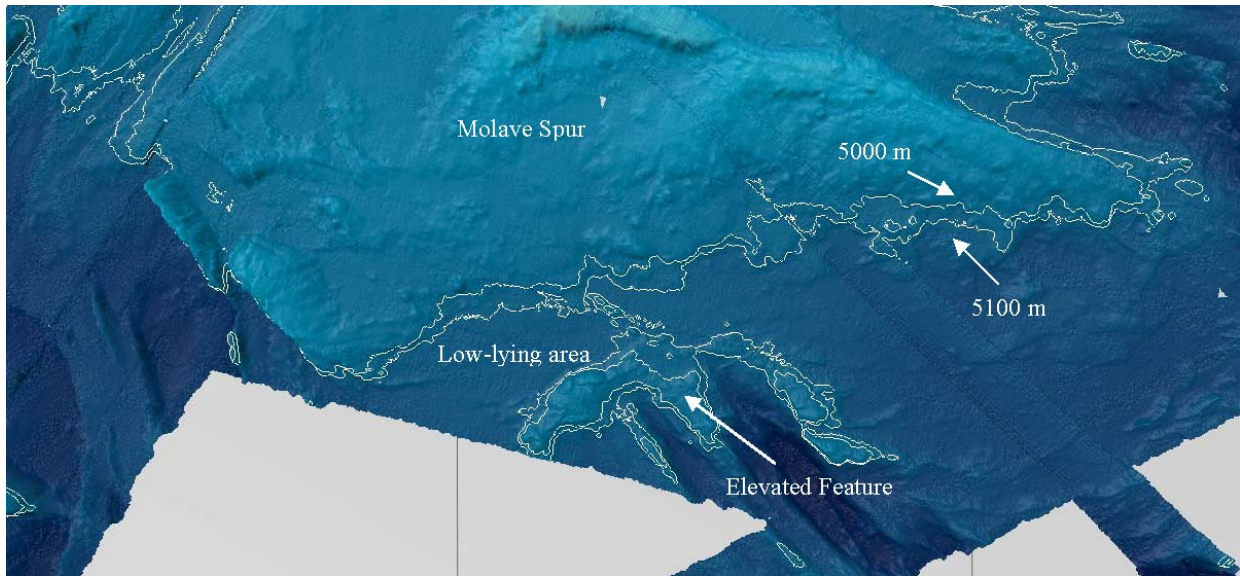 Molave Spur
5000 m
5100 m
Low-lying area
Elevated Feature